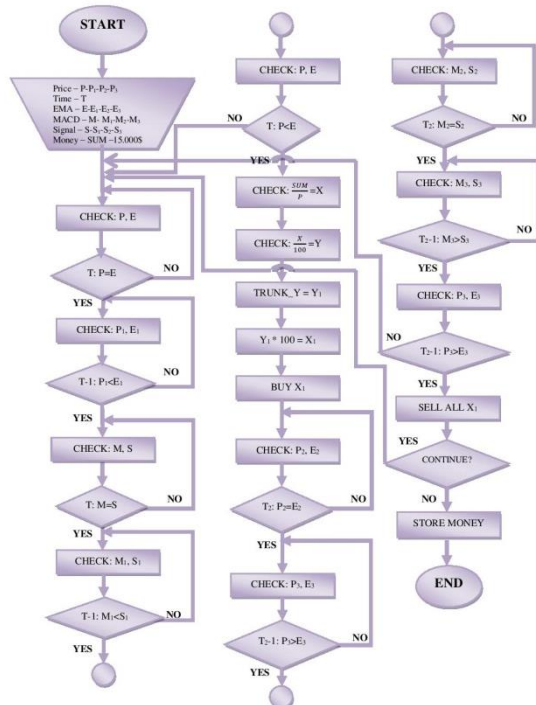 START
Price – P-P₁-P₂-P₃
Time – T
EMA – E-E₁-E₂-E₃
MACD – M- M₁-M₂-M₃
Signal – S-S₁-S₂-S₃
Money – SUM –15.000$
CHECK: P, E
T: P=E
NO
YES
CHECK: P₁, E₁
T-1: P₁<E₁
NO
YES
CHECK: M, S
T: M=S
NO
YES
CHECK: M₁, S₁
T-1: M₁<S₁
NO
YES
CHECK: P, E
NO
T: P<E
YES
CHECK: SUM/P =X
CHECK: X/100 =Y
TRUNK_Y = Y₁
Y₁ * 100 = X₁
BUY X₁
CHECK: P₂, E₂
T₂: P₂=E₂
NO
YES
CHECK: P₃, E₃
T₂-1: P₃>E₃
NO
YES
CHECK: M₂, S₂
T₂: M₂=S₂
NO
YES
CHECK: M₃, S₃
T₂-1: M₃>S₃
NO
YES
CHECK: P₃, E₃
NO
T₂-1: P₃>E₃
YES
SELL ALL X₁
YES
CONTINUE?
NO
STORE MONEY
END